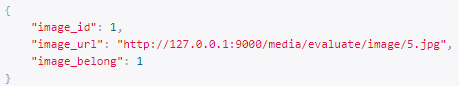 {
    "image_id": 1,
    "image_url": "http://127.0.0.1:9000/media/evaluate/image/5.jpg",
    "image_belong": 1
}